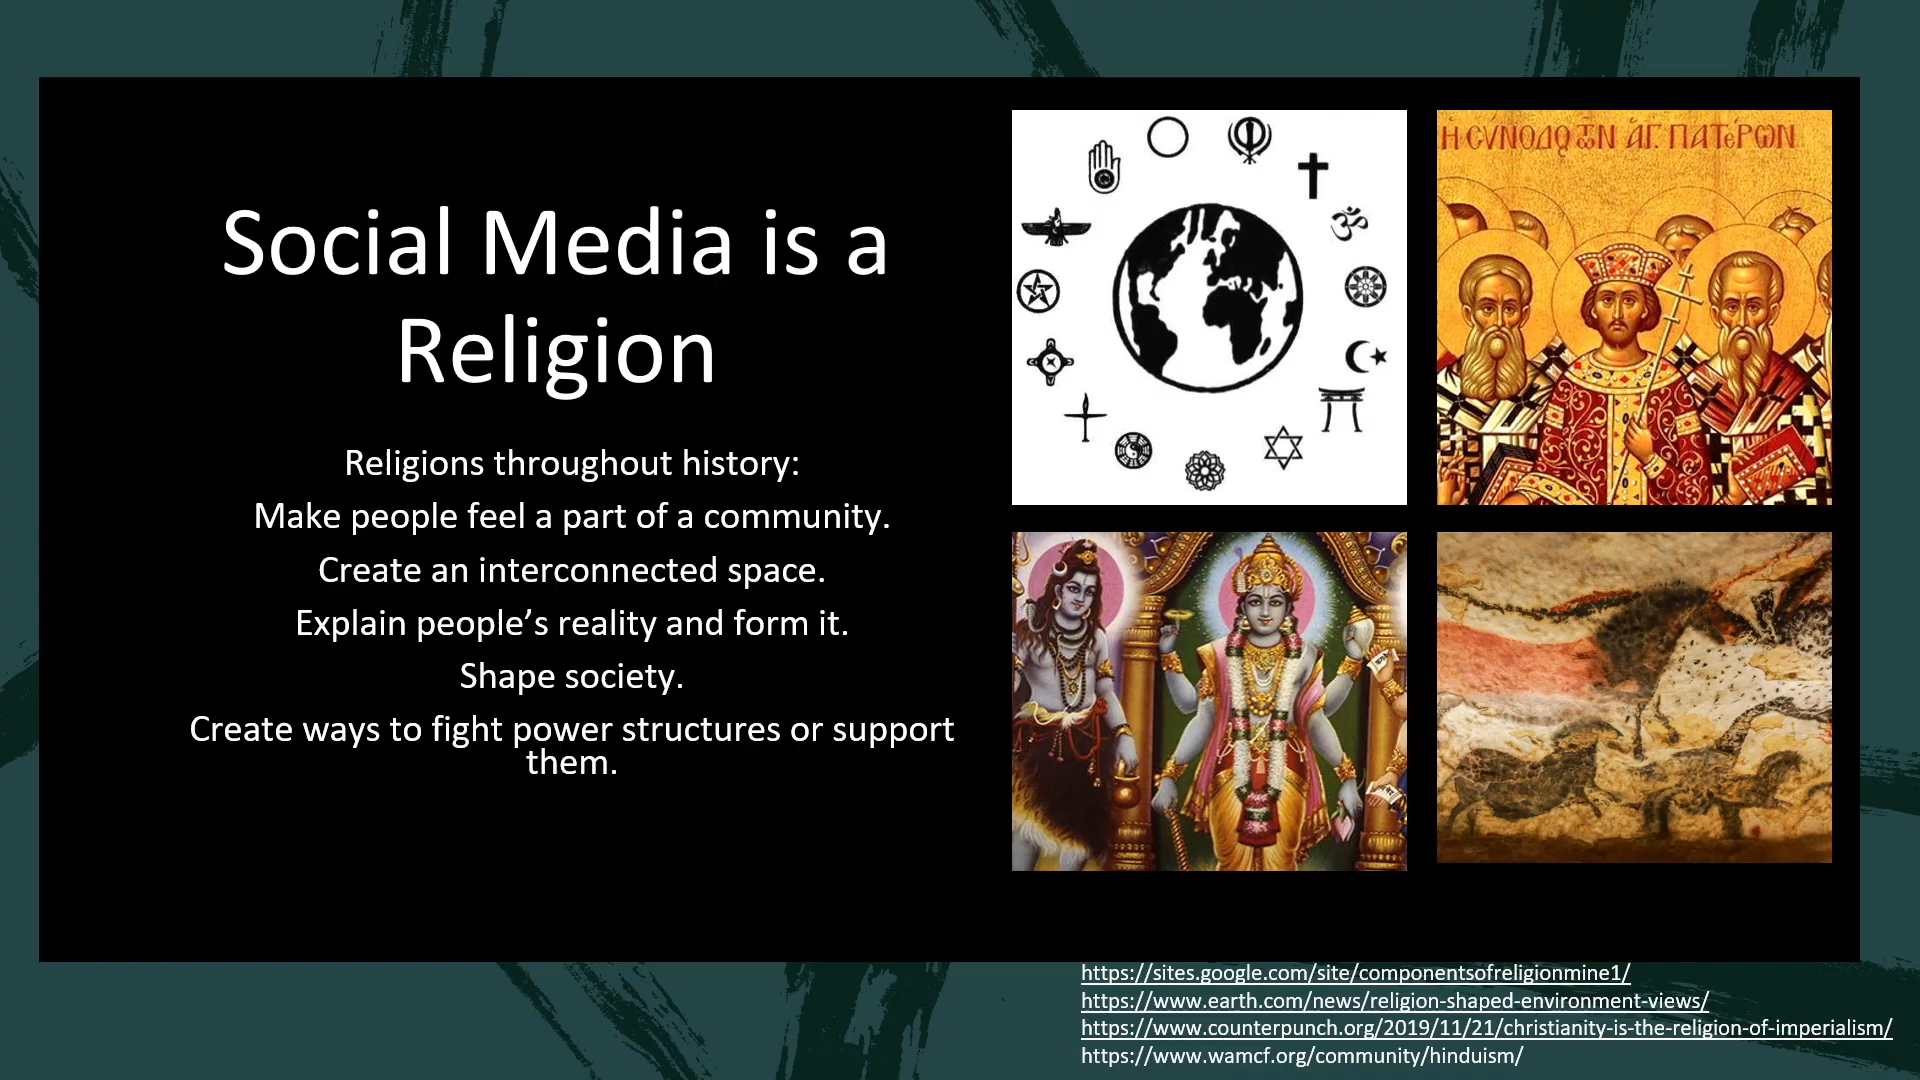 Social Media is a
Religion
Religions throughout history:
Make people feel a part of a community.
Create an interconnected space.
Explain people’s reality and form it.
Shape society.
Create ways to fight power structures or support
them.
Η CΥΝΟΔΟC ΤΩΝ ἉΓ. ΠΑΤέΡΩΝ
https://sites.google.com/site/componentsofreligionmine1/
https://www.earth.com/news/religion-shaped-environment-views/
https://www.counterpunch.org/2019/11/21/christianity-is-the-religion-of-imperialism/
https://www.wamcf.org/community/hinduism/